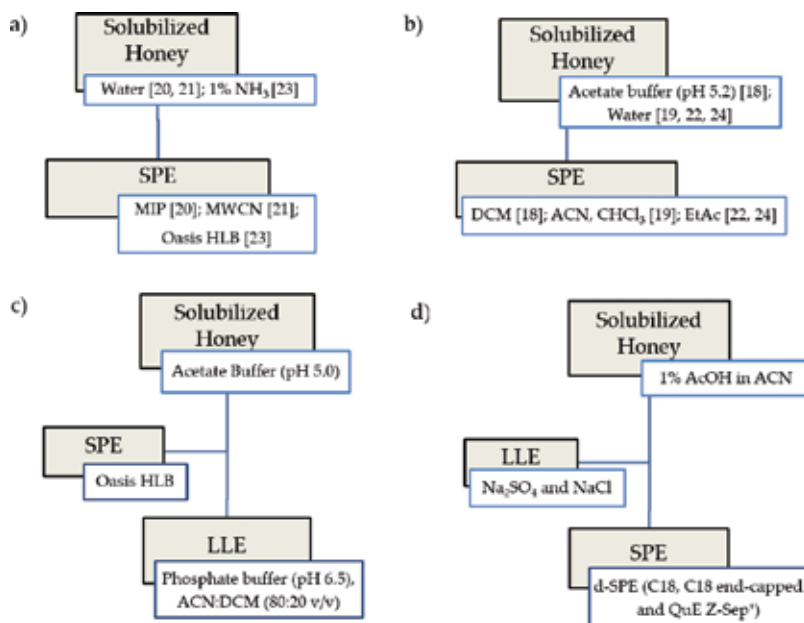 a)
Solubilized
Honey
Water [20, 21]; 1% NH₃ [23]
SPE
MIP [20]; MWCN [21];
Oasis HLB [23]
b)
Solubilized
Honey
Acetate buffer (pH 5.2) [18];
Water [19, 22, 24]
SPE
DCM [18]; ACN, CHCl₃ [19]; EtAc [22, 24]
c)
Solubilized
Honey
Acetate Buffer (pH 5.0)
SPE
Oasis HLB
LLE
Phosphate buffer (pH 6.5),
ACN:DCM (80:20 v/v)
d)
Solubilized
Honey
1% AcOH in ACN
LLE
Na₂SO₄ and NaCl
SPE
d-SPE (C18, C18 end-capped
and QuE Z-Sep⁺)